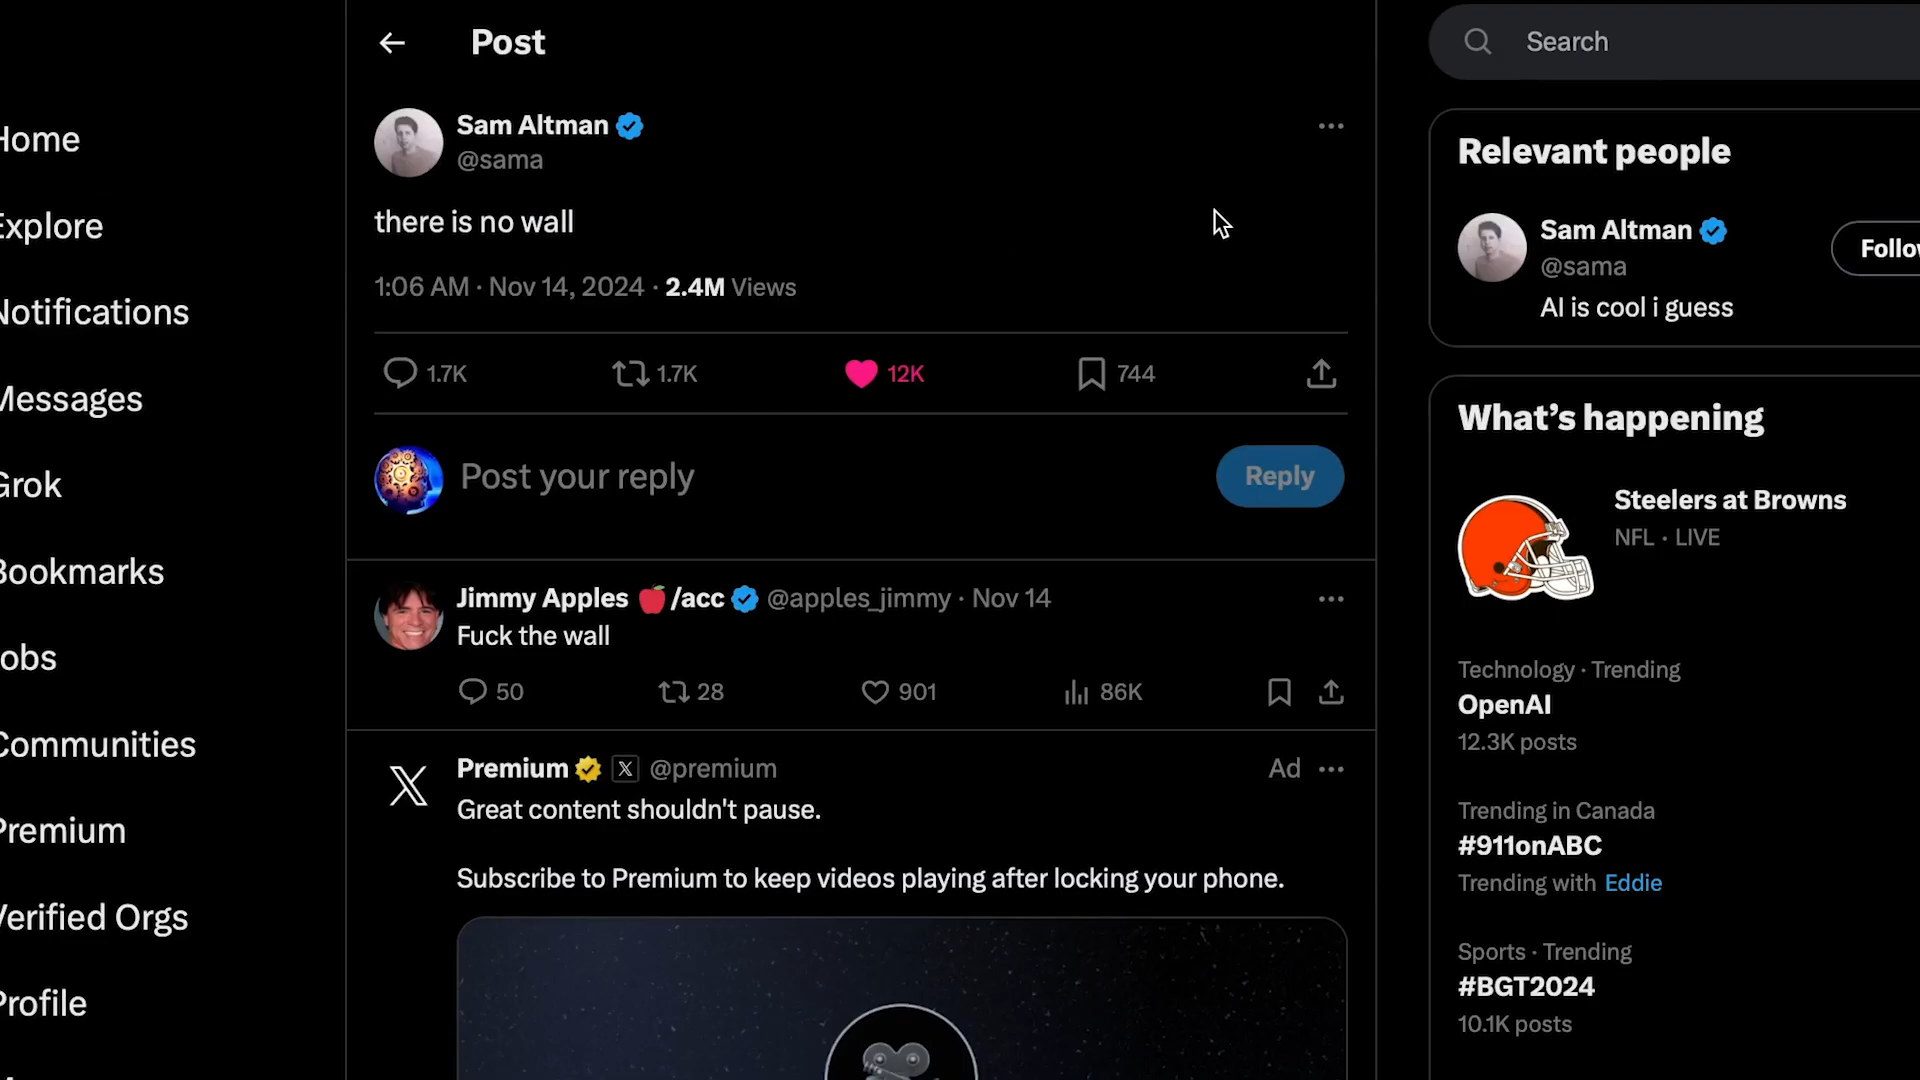 Post
Search
Sam Altman
@sama
there is no wall
1:06 AM · Nov 14, 2024 · 2.4M Views
1.7K 1.7K 12K 744
Post your reply
Reply
Jimmy Apples 🍎/acc @apples_jimmy · Nov 14
Fuck the wall
50 28 901 86K
Premium X @premium
Ad
Great content shouldn't pause.
Subscribe to Premium to keep videos playing after locking your phone.
Home
Explore
Notifications
Messages
Grok
Bookmarks
Jobs
Communities
Premium
Verified Orgs
Profile
Relevant people
Sam Altman
@sama
Follow
AI is cool i guess
What’s happening
Steelers at Browns
NFL · LIVE
Technology · Trending
OpenAI
12.3K posts
Trending in Canada
#911onABC
Trending with Eddie
Sports · Trending
#BGT2024
10.1K posts